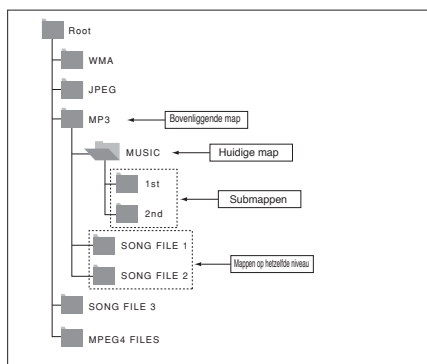 Root
WMA
JPEG
MP3
Bovenliggende map
MUSIC
Huidige map
1st
Submappen
2nd
SONG FILE 1
Mappen op hetzelfde niveau
SONG FILE 2
SONG FILE 3
MPEG4 FILES